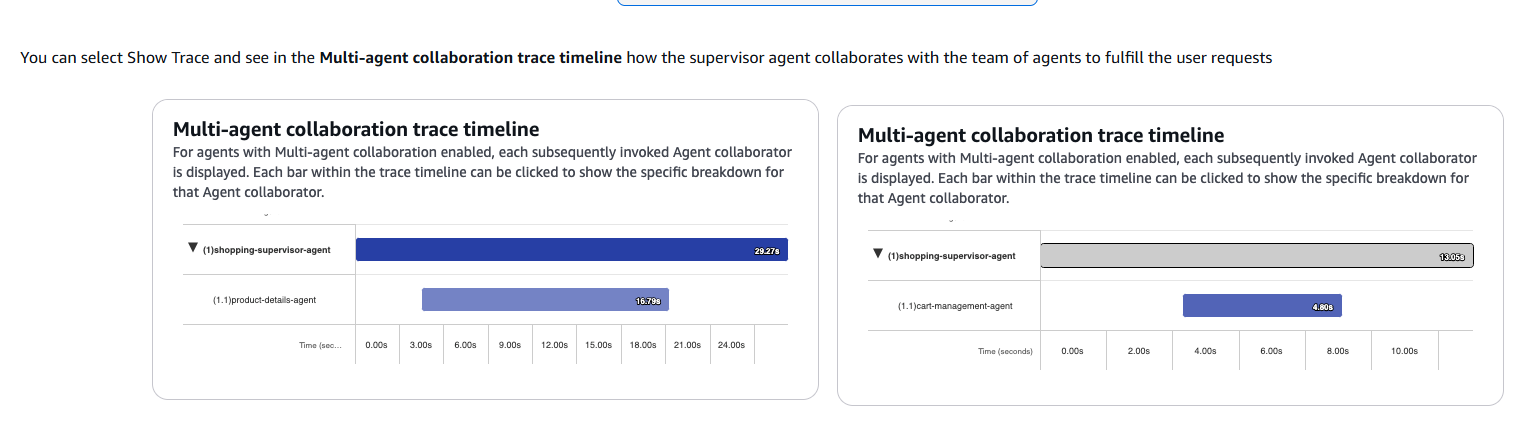 You can select Show Trace and see in the Multi-agent collaboration trace timeline how the supervisor agent collaborates with the team of agents to fulfill the user requests
Multi-agent collaboration trace timeline
For agents with Multi-agent collaboration enabled, each subsequently invoked Agent collaborator
is displayed. Each bar within the trace timeline can be clicked to show the specific breakdown for
that Agent collaborator.
▼ (1)shopping-supervisor-agent 29.27s
(1.1)product-details-agent 16.79s
Time (sec... 0.00s 3.00s 6.00s 9.00s 12.00s 15.00s 18.00s 21.00s 24.00s
Multi-agent collaboration trace timeline
For agents with Multi-agent collaboration enabled, each subsequently invoked Agent collaborator
is displayed. Each bar within the trace timeline can be clicked to show the specific breakdown for
that Agent collaborator.
▼ (1)shopping-supervisor-agent 13.05s
(1.1)cart-management-agent 4.80s
Time (seconds) 0.00s 2.00s 4.00s 6.00s 8.00s 10.00s